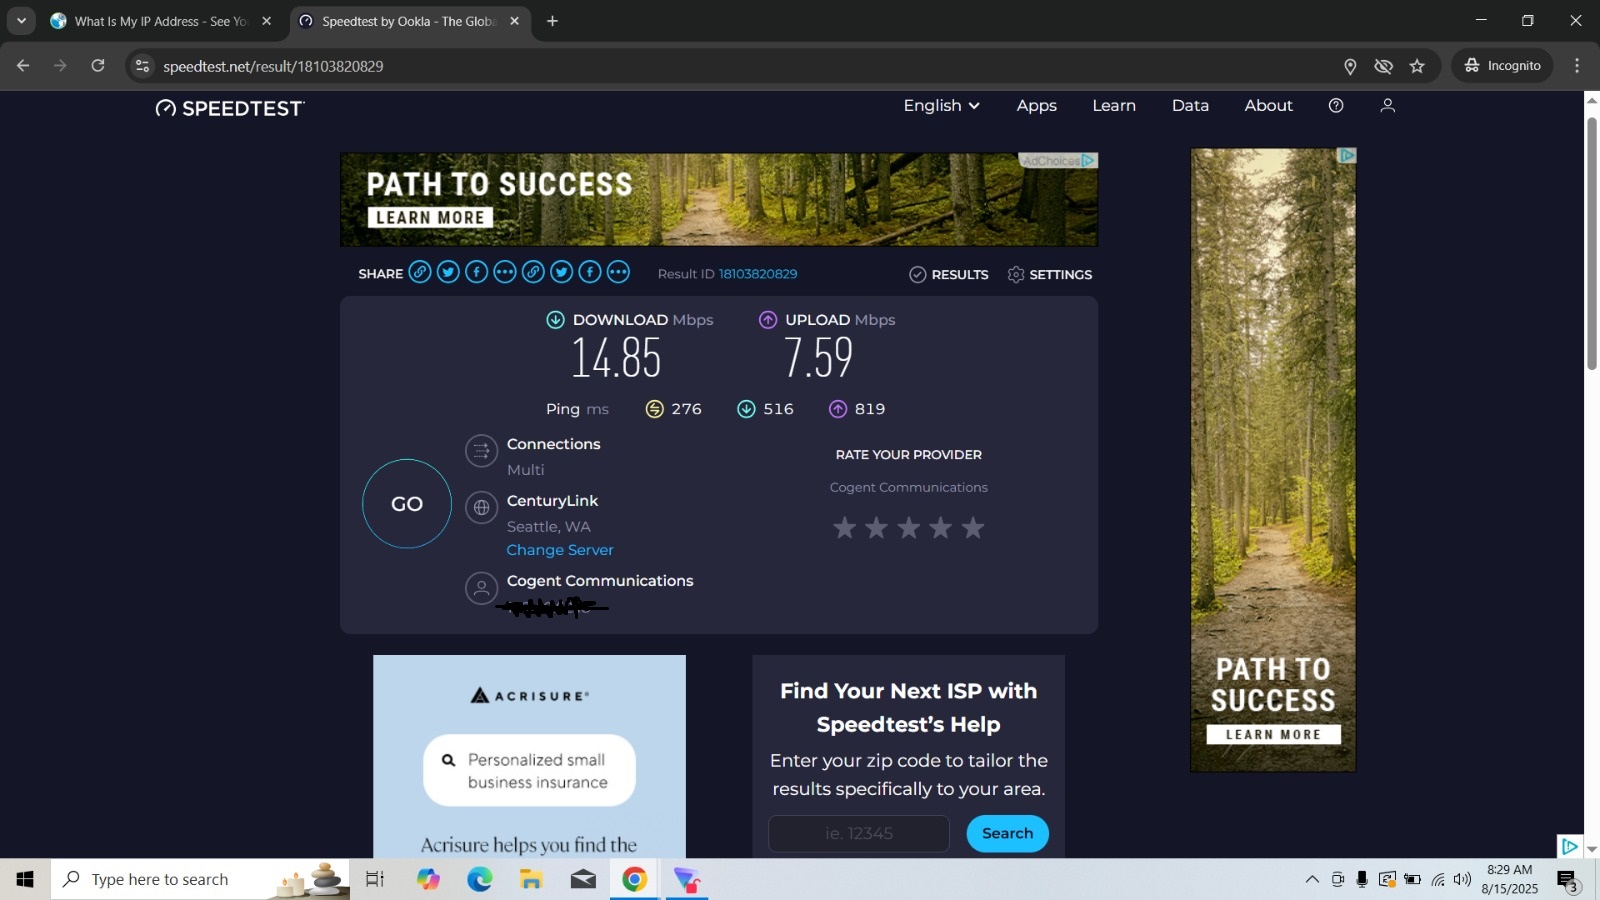 What Is My IP Address - See Yo
Speedtest by Ookla - The Globa
speedtest.net/result/18103820829
Incognito
SPEEDTEST
English
Apps
Learn
Data
About
PATH TO SUCCESS
LEARN MORE
AdChoices
SHARE
Result ID 18103820829
RESULTS
SETTINGS
DOWNLOAD Mbps
UPLOAD Mbps
14.85
7.59
Ping ms
276
516
819
Connections
Multi
RATE YOUR PROVIDER
Cogent Communications
GO
CenturyLink
Seattle, WA
Change Server
Cogent Communications
PATH TO
SUCCESS
LEARN MORE
ACRISURE
Personalized small
business insurance
Acrisure helps you find the
Find Your Next ISP with
Speedtest’s Help
Enter your zip code to tailor the
results specifically to your area.
ie. 12345
Search
Type here to search
8:29 AM
8/15/2025
3